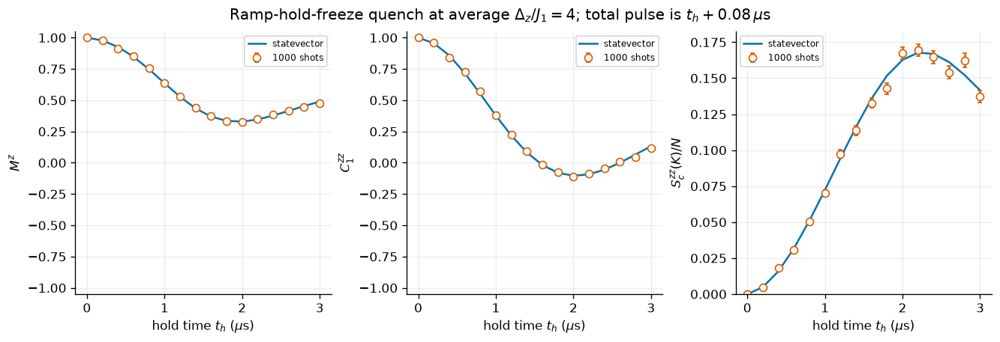 Ramp-hold-freeze quench at average Δz/J1 = 4; total pulse is th + 0.08 μs
1.00
0.75
0.50
0.25
0.00
−0.25
−0.50
−0.75
−1.00
M^z
statevector
1000 shots
0 1 2 3
hold time th (μs)
1.00
0.75
0.50
0.25
0.00
−0.25
−0.50
−0.75
−1.00
C_1^zz
statevector
1000 shots
0 1 2 3
hold time th (μs)
0.175
0.150
0.125
0.100
0.075
0.050
0.025
0.000
S_c^zz(K)/N
statevector
1000 shots
0 1 2 3
hold time th (μs)